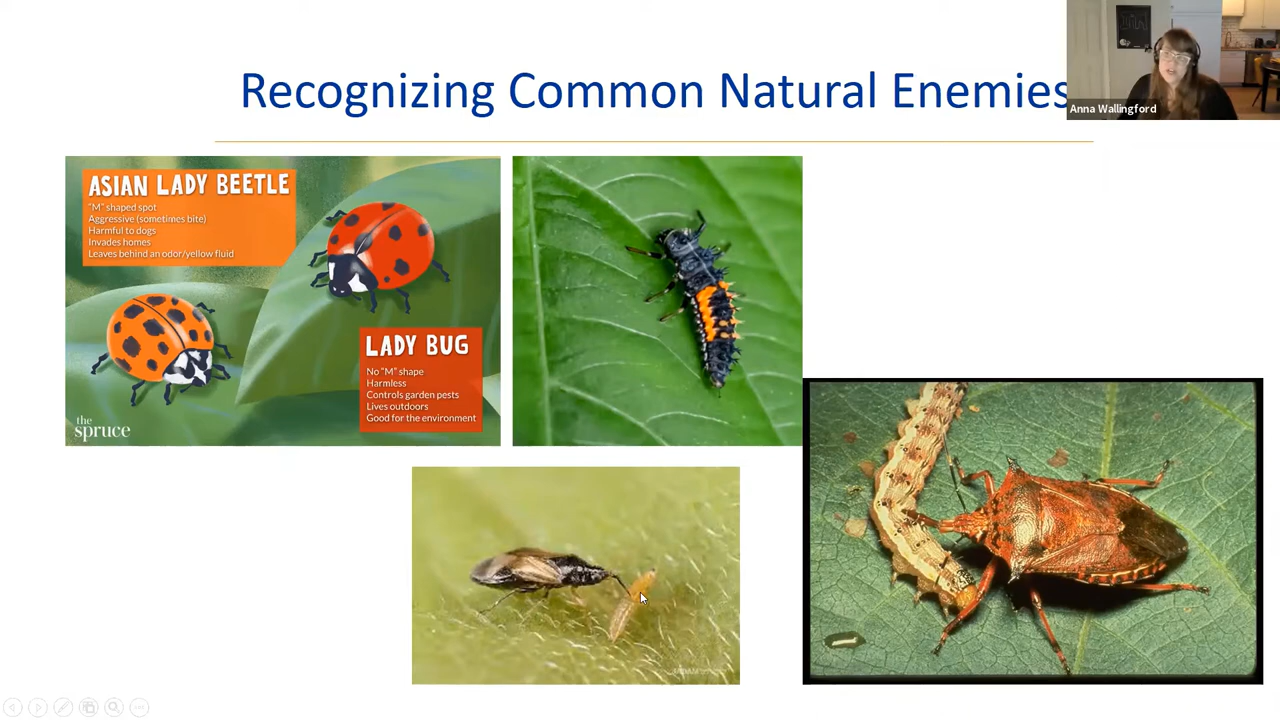 Recognizing Common Natural Enemies
Anna Wallingford
ASIAN LADY BEETLE
"M" shaped spot
Aggressive (sometimes bite)
Harmful to dogs
Invades homes
Leaves behind an odor/yellow fluid
LADY BUG
No "M" shape
Harmless
Controls garden pests
Lives outdoors
Good for the environment
the
spruce